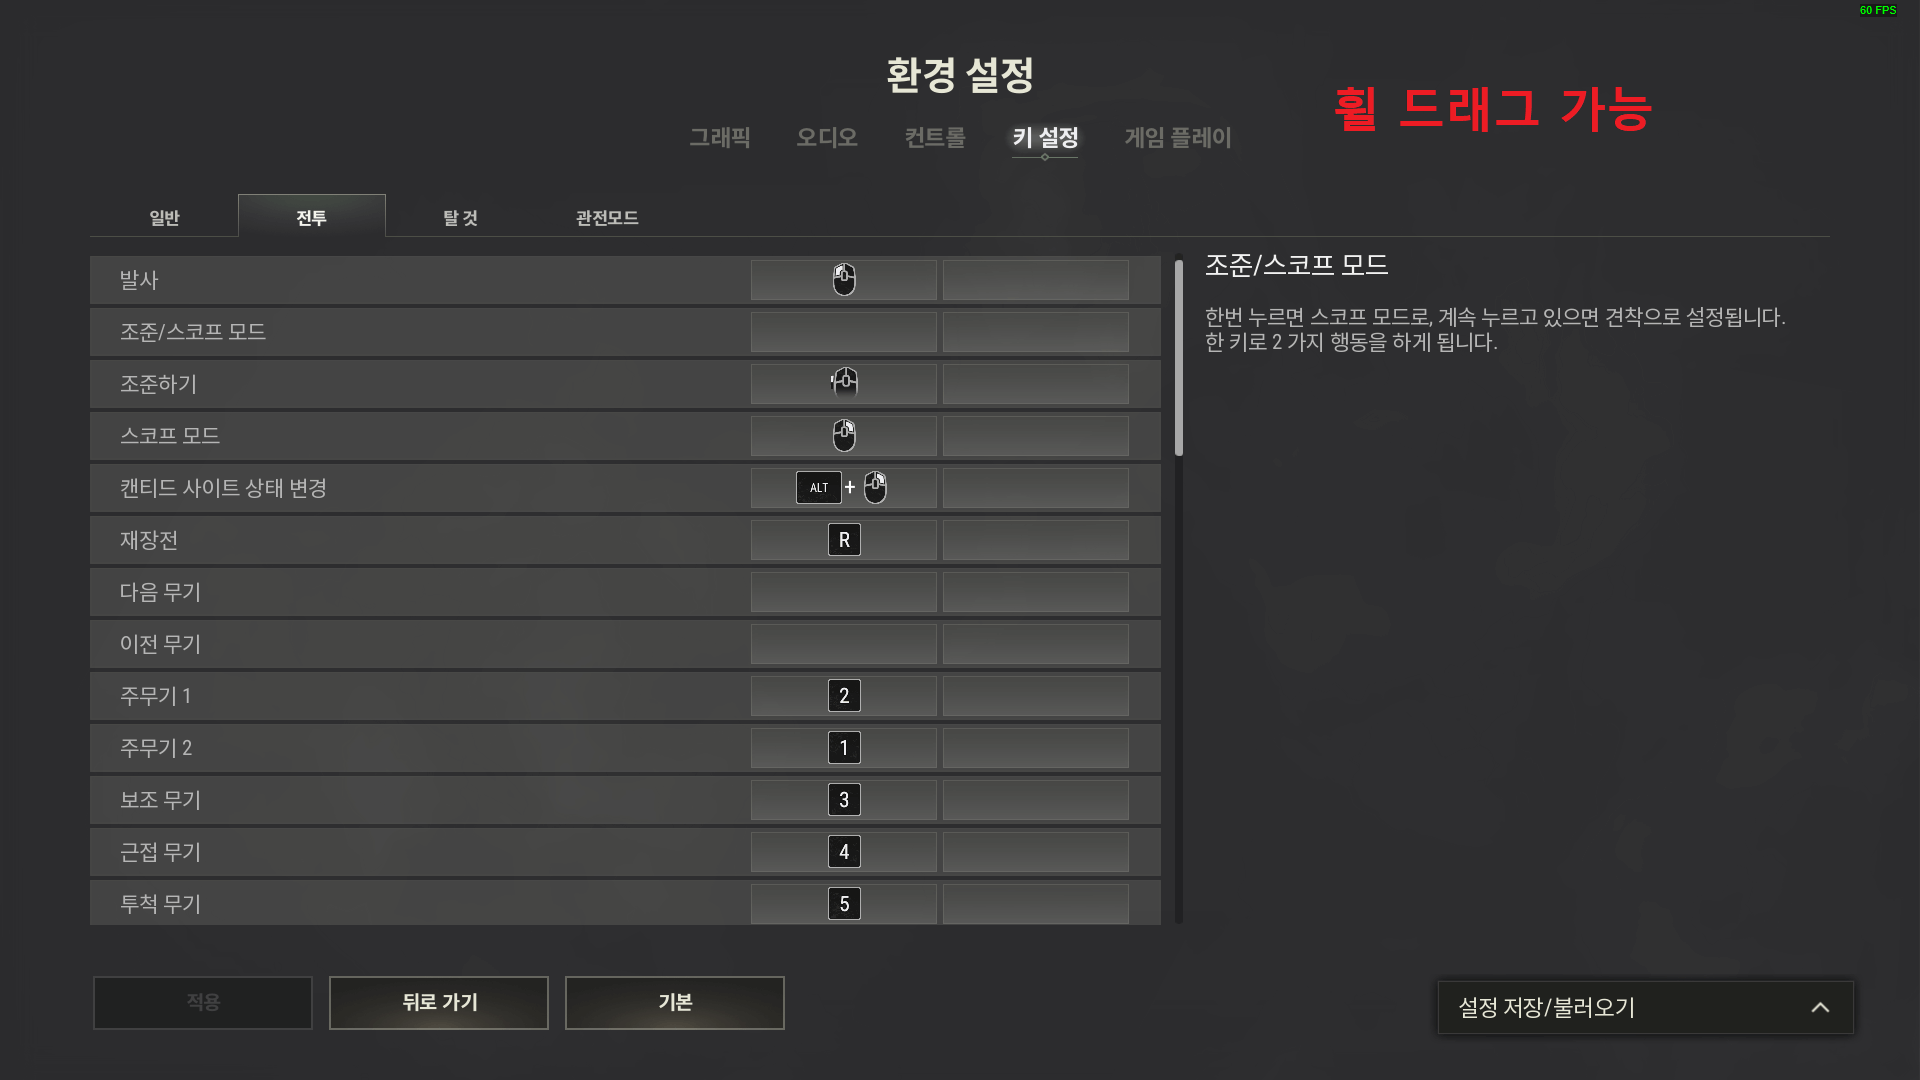 60 FPS
환경 설정
휠 드래그 가능
그래픽 오디오 컨트롤 키 설정 게임 플레이
일반 전투 탈 것 관전모드
발사
조준/스코프 모드
조준하기
스코프 모드
캔티드 사이트 상태 변경 ALT +
재장전 R
다음 무기
이전 무기
주무기 1 2
주무기 2 1
보조 무기 3
근접 무기 4
투척 무기 5
조준/스코프 모드
한번 누르면 스코프 모드로, 계속 누르고 있으면 견착으로 설정됩니다.
한 키로 2 가지 행동을 하게 됩니다.
적용 뒤로 가기 기본
설정 저장/불러오기